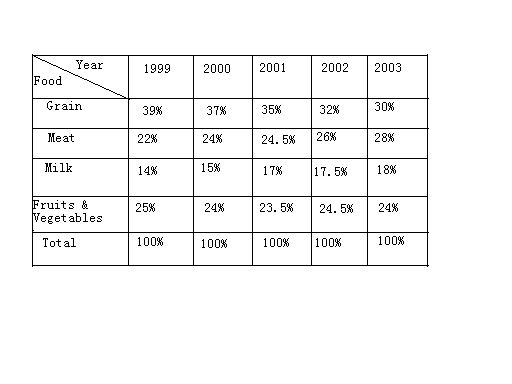 Year
Food
1999 2000 2001 2002 2003
Grain 39% 37% 35% 32% 30%
Meat 22% 24% 24.5% 26% 28%
Milk 14% 15% 17% 17.5% 18%
Fruits &
Vegetables 25% 24% 23.5% 24.5% 24%
Total 100% 100% 100% 100% 100%